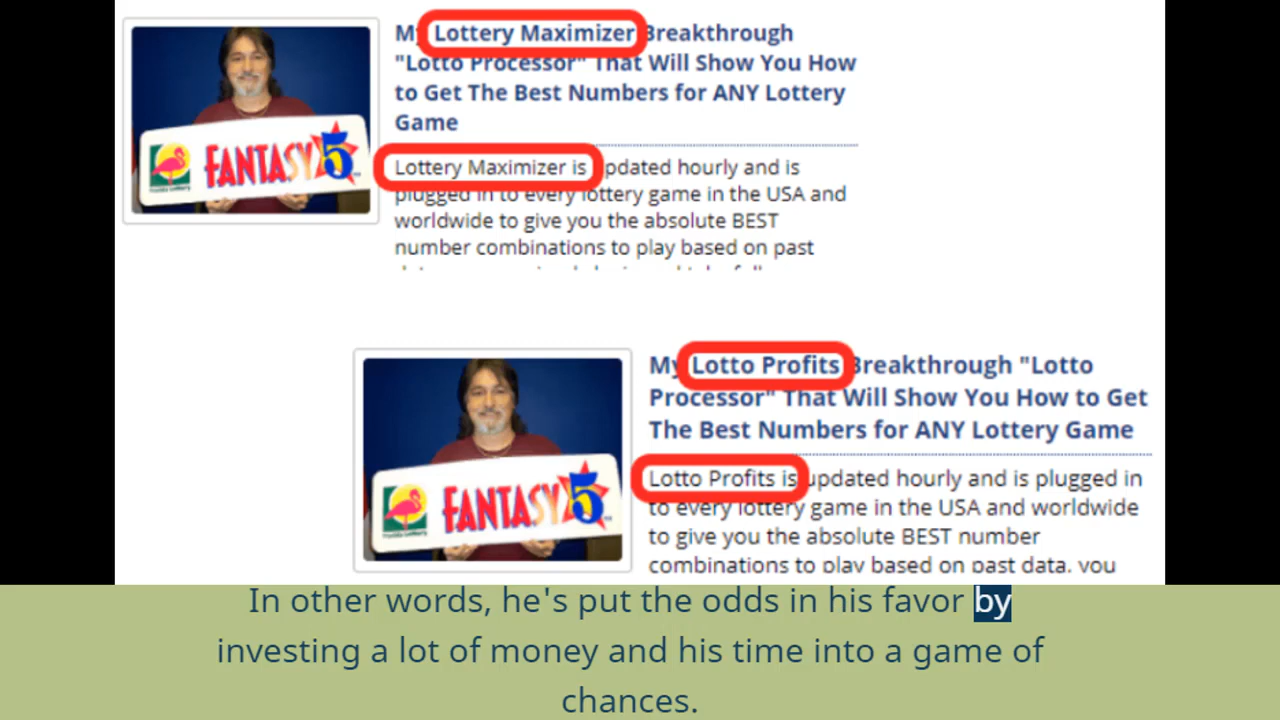 My Lottery Maximizer Breakthrough
"Lotto Processor" That Will Show You How
to Get The Best Numbers for ANY Lottery
Game
Lottery Maximizer is updated hourly and is
plugged in to every lottery game in the USA and
worldwide to give you the absolute BEST
number combinations to play based on past
FANTASY 5
My Lotto Profits Breakthrough "Lotto
Processor" That Will Show You How to Get
The Best Numbers for ANY Lottery Game
Lotto Profits is updated hourly and is plugged in
to every lottery game in the USA and worldwide
to give you the absolute BEST number
combinations to play based on past data, you
FANTASY 5
In other words, he's put the odds in his favor by
investing a lot of money and his time into a game of
chances.